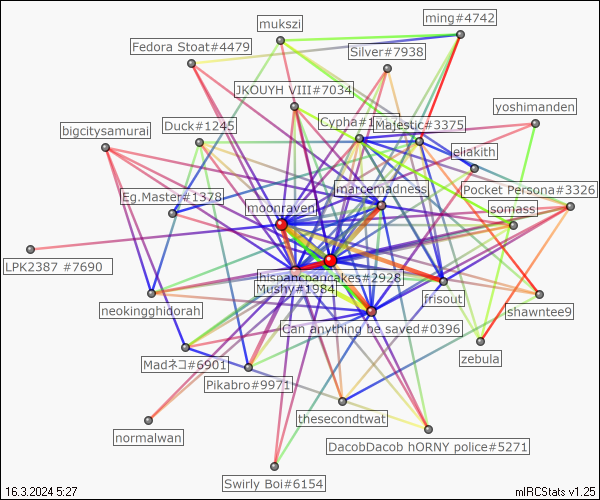 ming#4742
mukszi
Fedora Stoat#4479
Silver#7938
JKOUYH VIII#7034
yoshimanden
Duck#1245
Cypha#1
Majestic#3375
bigcitysamurai
eliakith
Eg.Master#1378
marcemadness
Pocket Persona#3326
moonraven
somass
LPK2387 #7690
hispancpancakes#2928
Mushy#1984
frisout
neokingghidorah
shawntee9
Can anything be saved#0396
Madネコ#6901
zebula
Pikabro#9971
thesecondtwat
normalwan
DacobDacob hORNY police#5271
Swirly Boi#6154
16.3.2024 5:27
mIRCStats v1.25